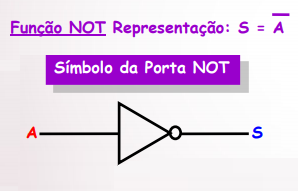 Função NOT Representação: S = A̅
Símbolo da Porta NOT
A S